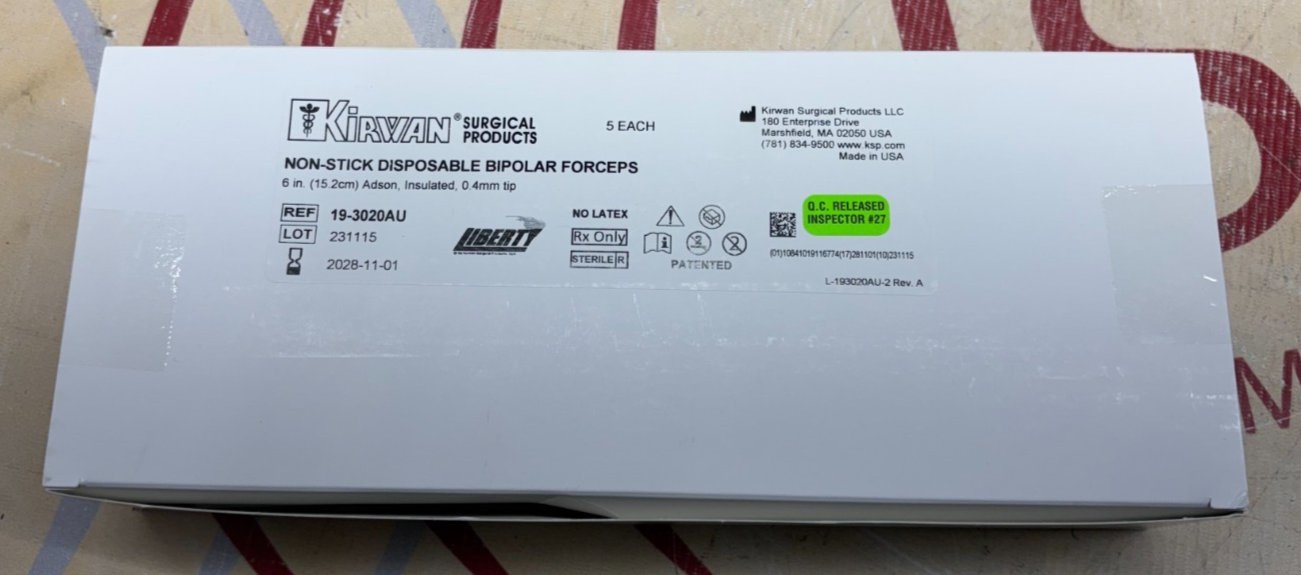 KIRWAN® SURGICAL PRODUCTS
5 EACH
Kirwan Surgical Products LLC
180 Enterprise Drive
Marshfield, MA 02050 USA
(781) 834-9500 www.ksp.com
Made in USA
NON-STICK DISPOSABLE BIPOLAR FORCEPS
6 in. (15.2cm) Adson, Insulated, 0.4mm tip
REF 19-3020AU
LOT 231115
2028-11-01
LIBERTY
NO LATEX
Rx Only
STERILE R
PATENTED
Q.C. RELEASED
INSPECTOR #27
(01)10841019116774(17)281101(10)231115
L-193020AU-2 Rev. A
M